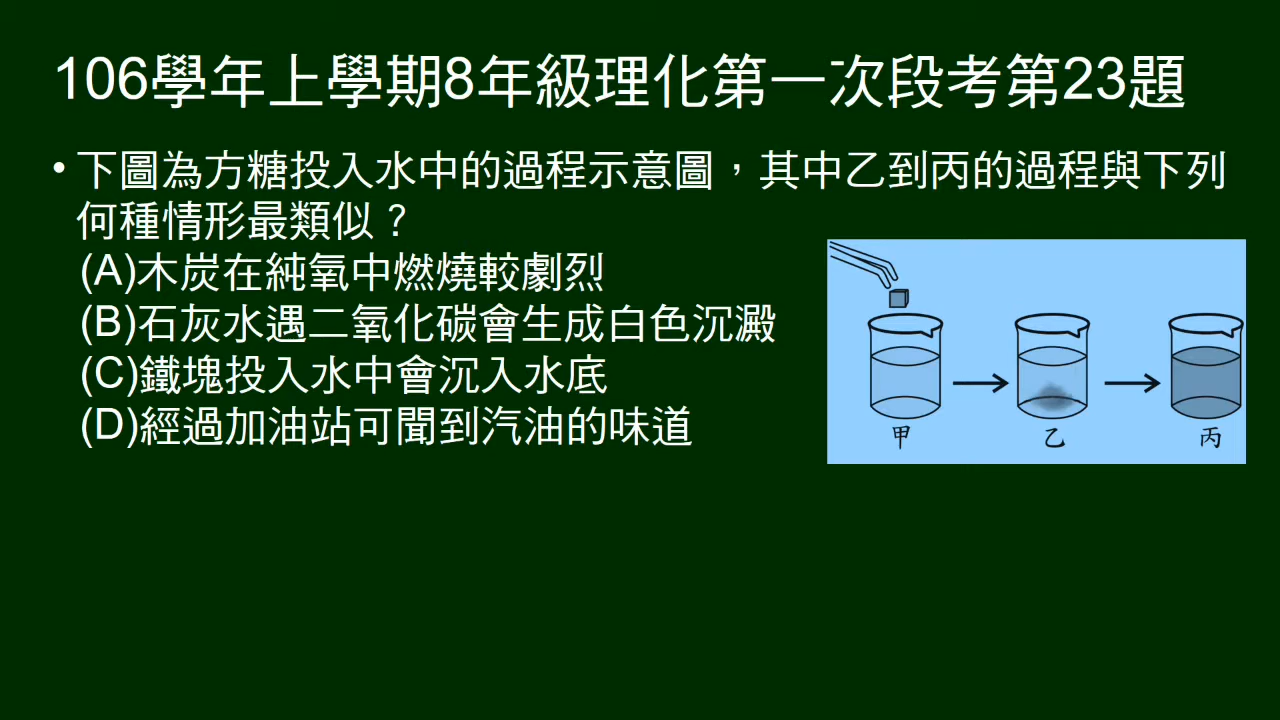 106學年上學期8年級理化第一次段考第23題
• 下圖為方糖投入水中的過程示意圖，其中乙到丙的過程與下列
何種情形最類似？
(A)木炭在純氧中燃燒較劇烈
(B)石灰水遇二氧化碳會生成白色沉澱
(C)鐵塊投入水中會沉入水底
(D)經過加油站可聞到汽油的味道
甲 乙 丙